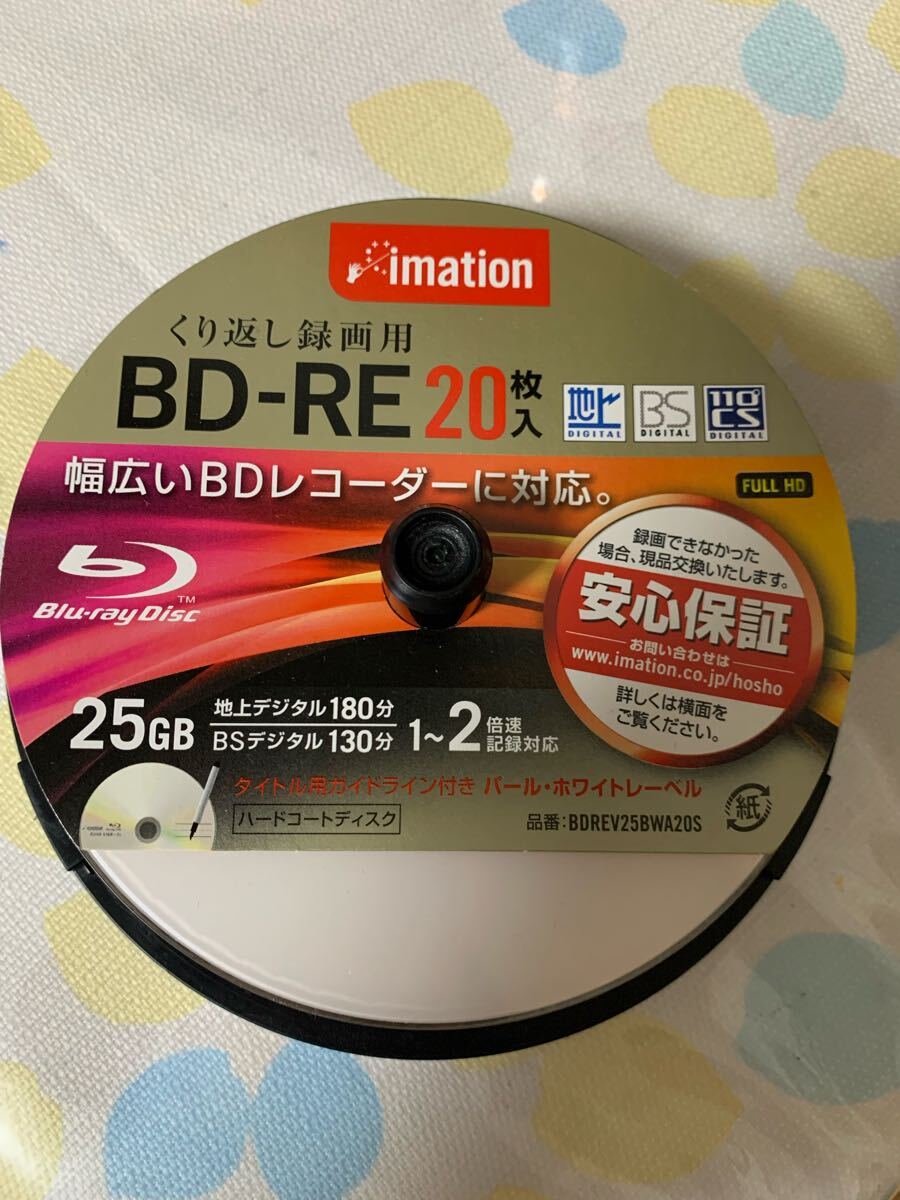 imation
くり返し録画用
BD-RE 20枚入
地上 DIGITAL
BS DIGITAL
110° CS DIGITAL
幅広いBDレコーダーに対応。
FULL HD
Blu-ray Disc™
録画できなかった
場合、現品交換いたします。
安心保証
お問い合わせは
www.imation.co.jp/hosho
詳しくは横面を
ご覧ください。
25GB
地上デジタル180分
BSデジタル130分
1~2倍速記録対応
タイトル用ガイドライン付き パール・ホワイトレーベル
ハードコートディスク
品番:BDREV25BWA20S
紙